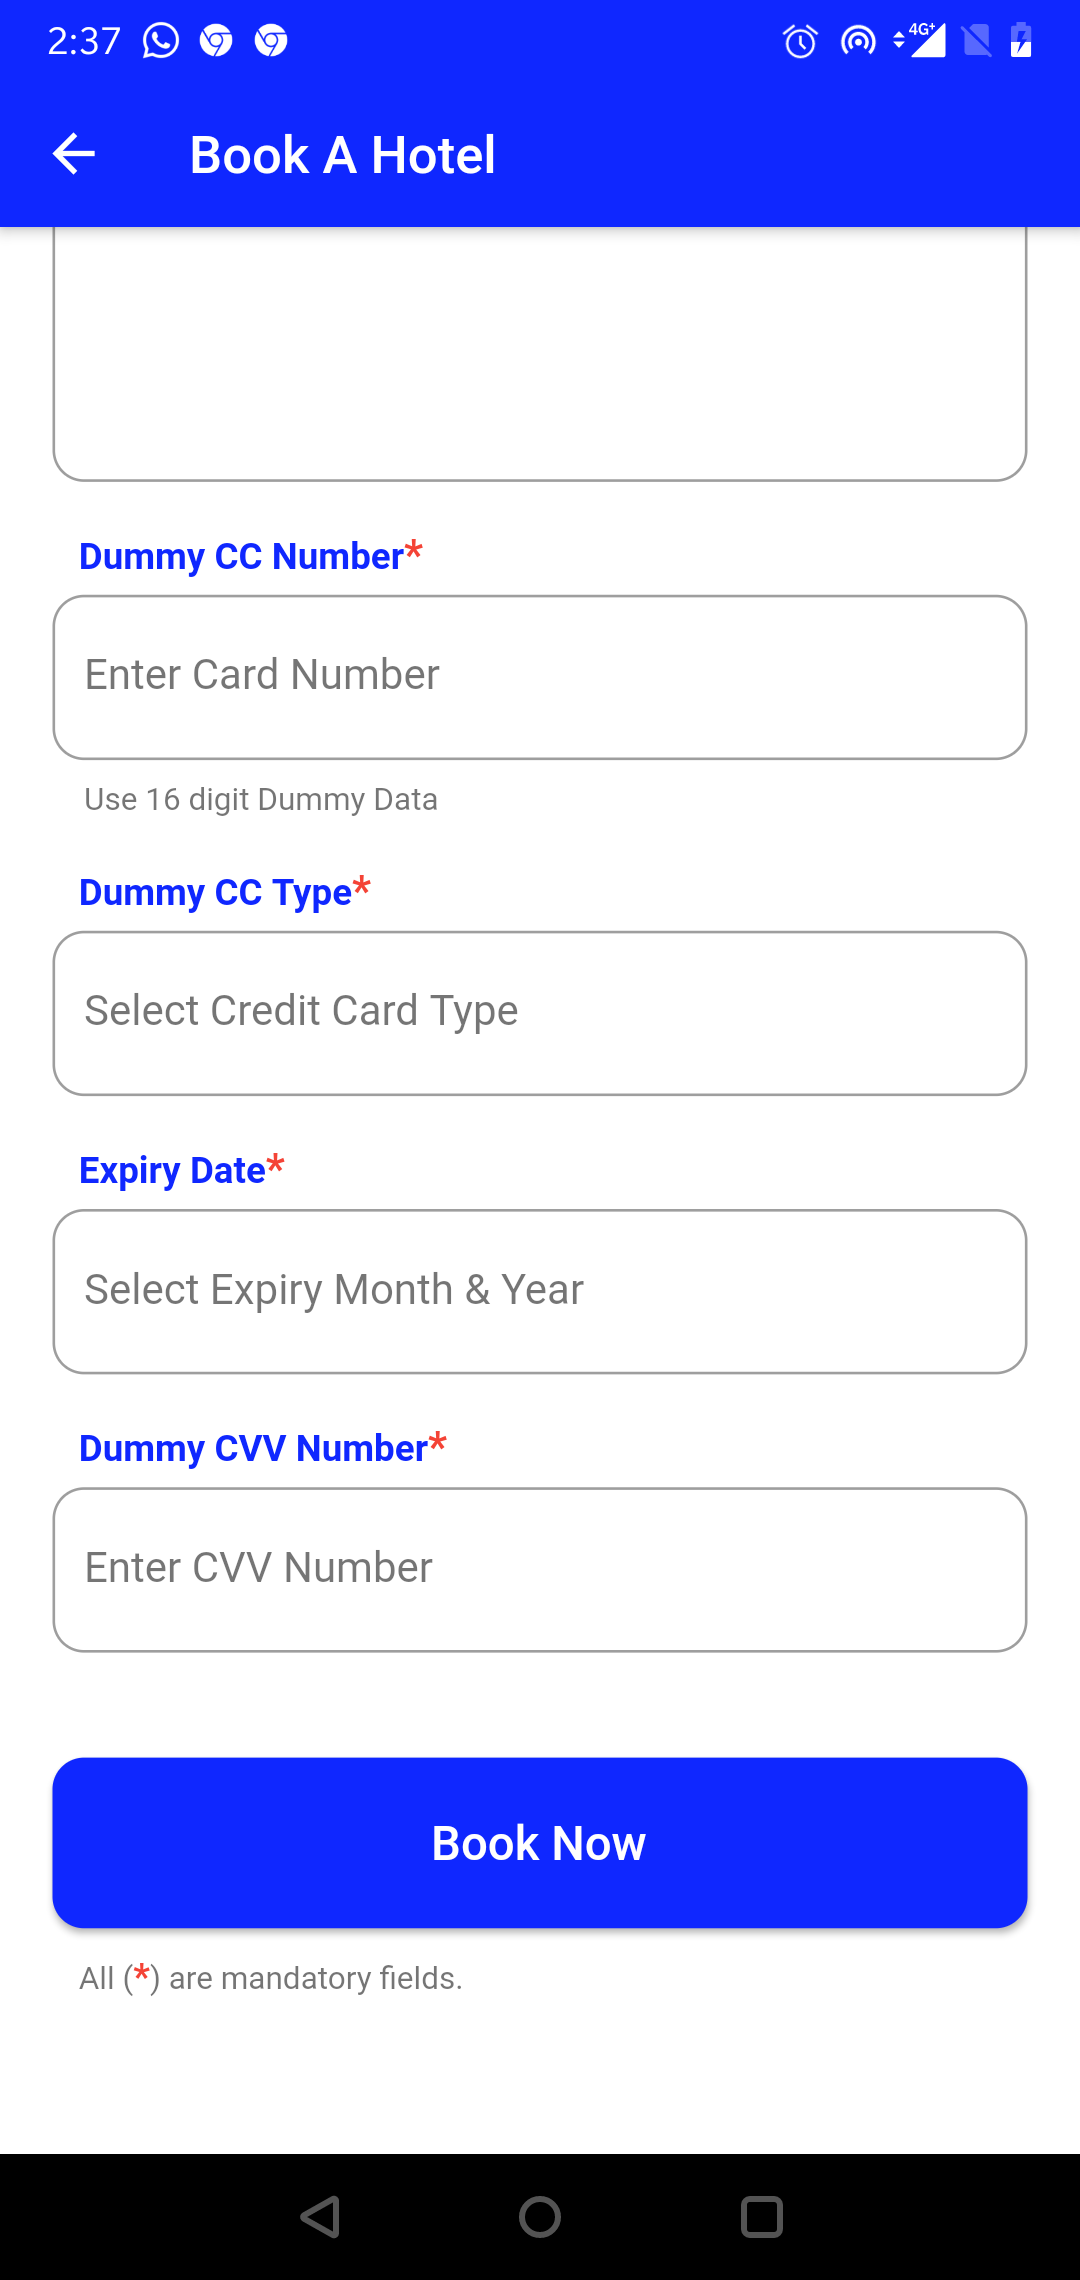 2:37 4G+
Book A Hotel
Dummy CC Number*
Enter Card Number
Use 16 digit Dummy Data
Dummy CC Type*
Select Credit Card Type
Expiry Date*
Select Expiry Month & Year
Dummy CVV Number*
Enter CVV Number
Book Now
All (*) are mandatory fields.